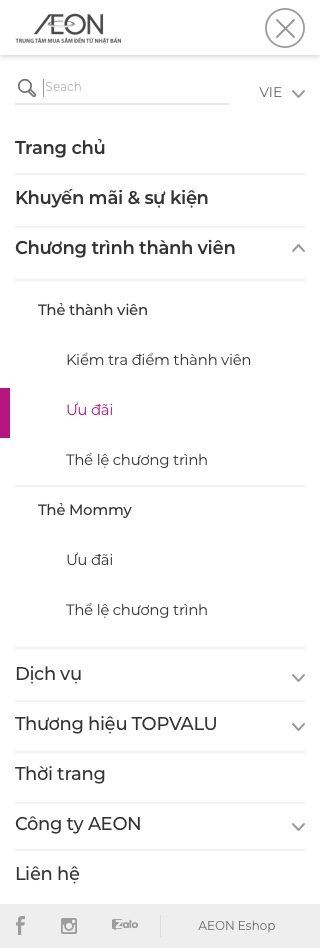 ÆON
TRUNG TÂM MUA SẮM ĐẾN TỪ NHẬT BẢN
Seach
VIE
Trang chủ
Khuyến mãi & sự kiện
Chương trình thành viên
Thẻ thành viên
Kiểm tra điểm thành viên
Ưu đãi
Thể lệ chương trình
Thẻ Mommy
Ưu đãi
Thể lệ chương trình
Dịch vụ
Thương hiệu TOPVALU
Thời trang
Công ty AEON
Liên hệ
Zalo
AEON Eshop